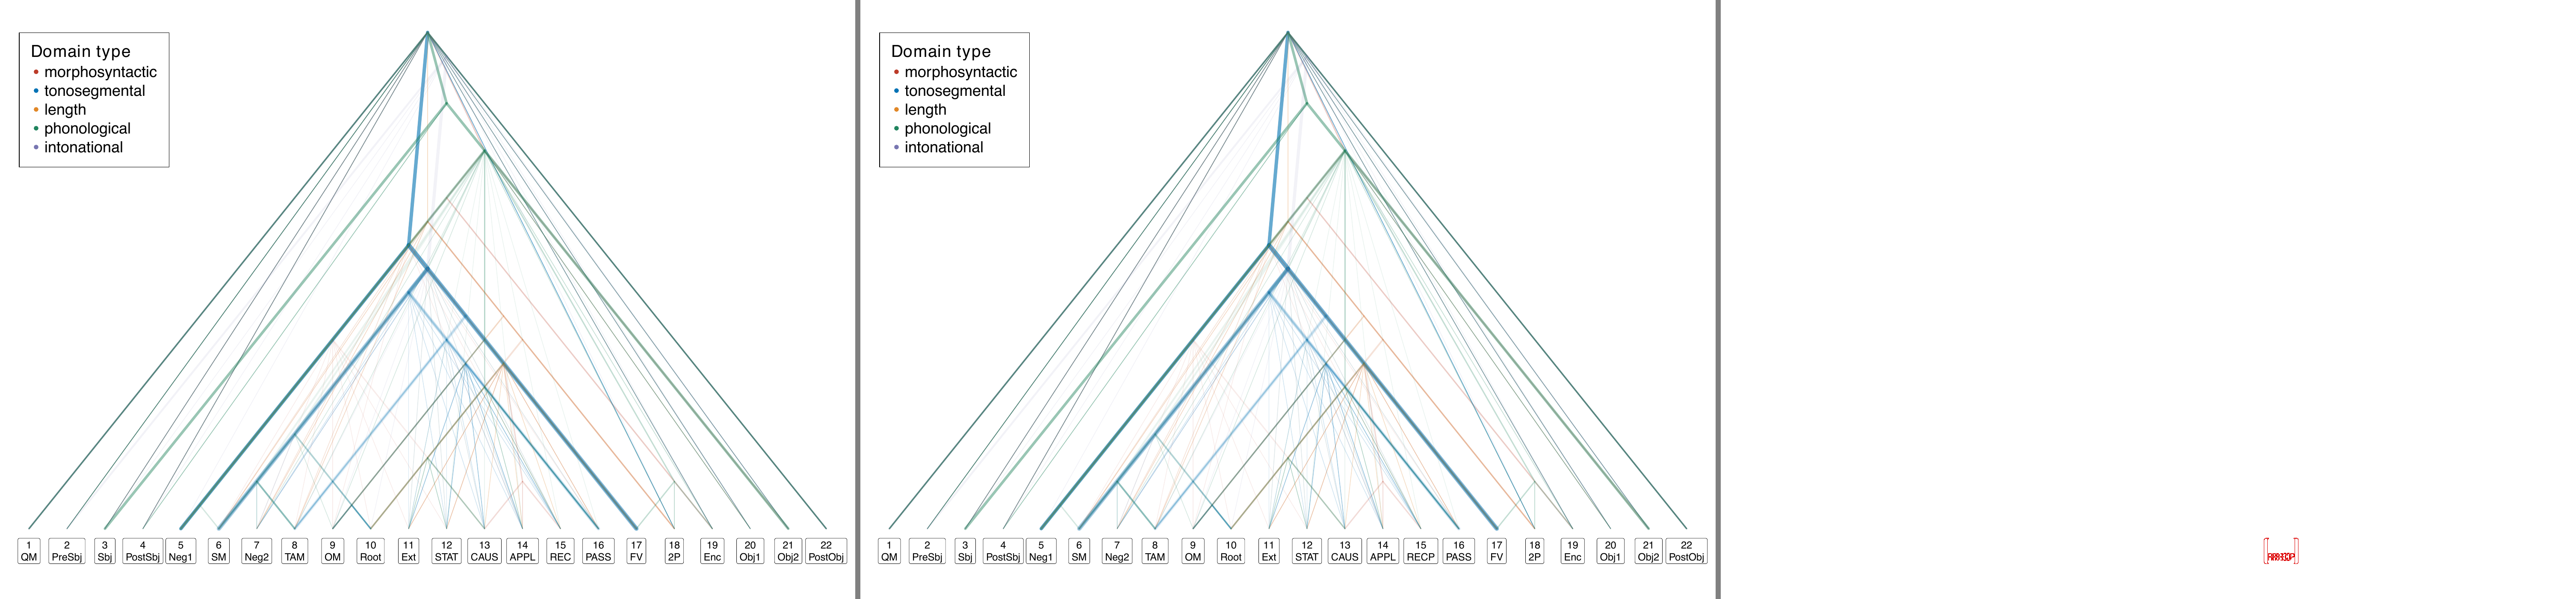 Domain type
morphosyntactic
tonosegmental
length
phonological
intonational
1 2 3 4 5 6 7 8 9 10 11 12 13 14 15 16 17 18 19 20 21 22
QM PreSbj Sbj PostSbj Neg1 SM Neg2 TAM OM Root Ext STAT CAUS APPL REC PASS FV 2P Enc Obj1 Obj2 PostObj
Domain type
morphosyntactic
tonosegmental
length
phonological
intonational
1 2 3 4 5 6 7 8 9 10 11 12 13 14 15 16 17 18 19 20 21 22
QM PreSbj Sbj PostSbj Neg1 SM Neg2 TAM OM Root Ext STAT CAUS APPL RECP PASS FV 2P Enc Obj1 Obj2 PostObj